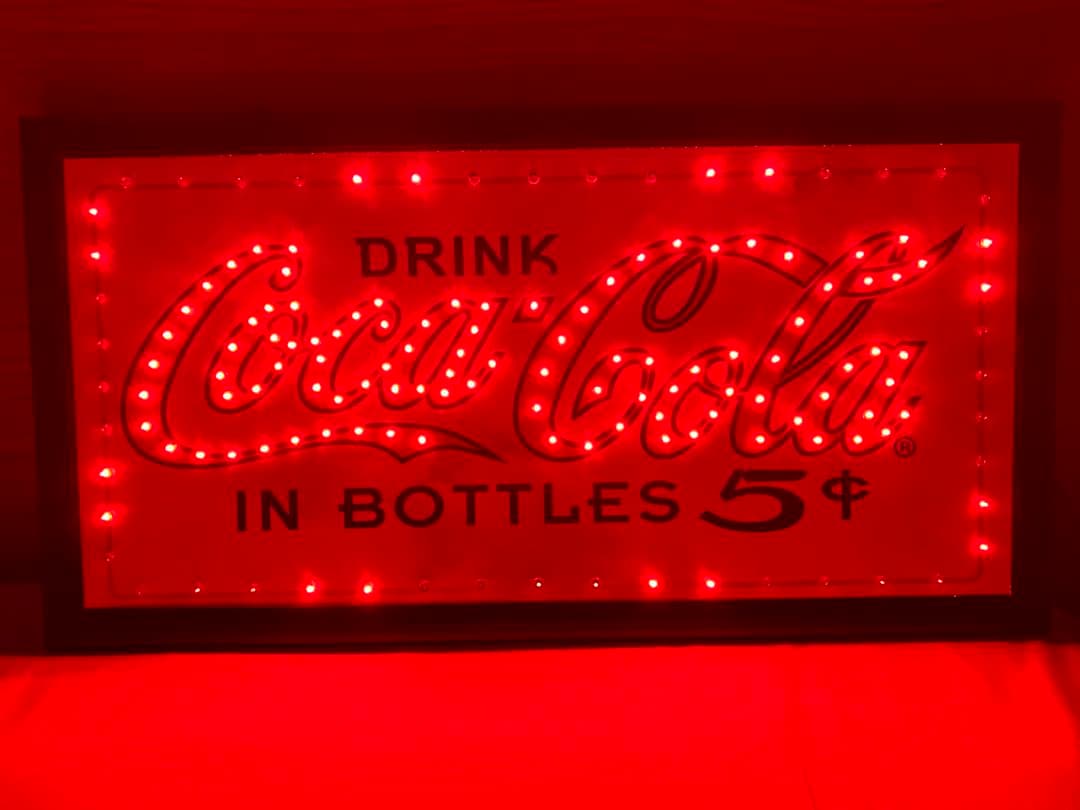 DRINK
Coca-Cola®
IN BOTTLES 5¢